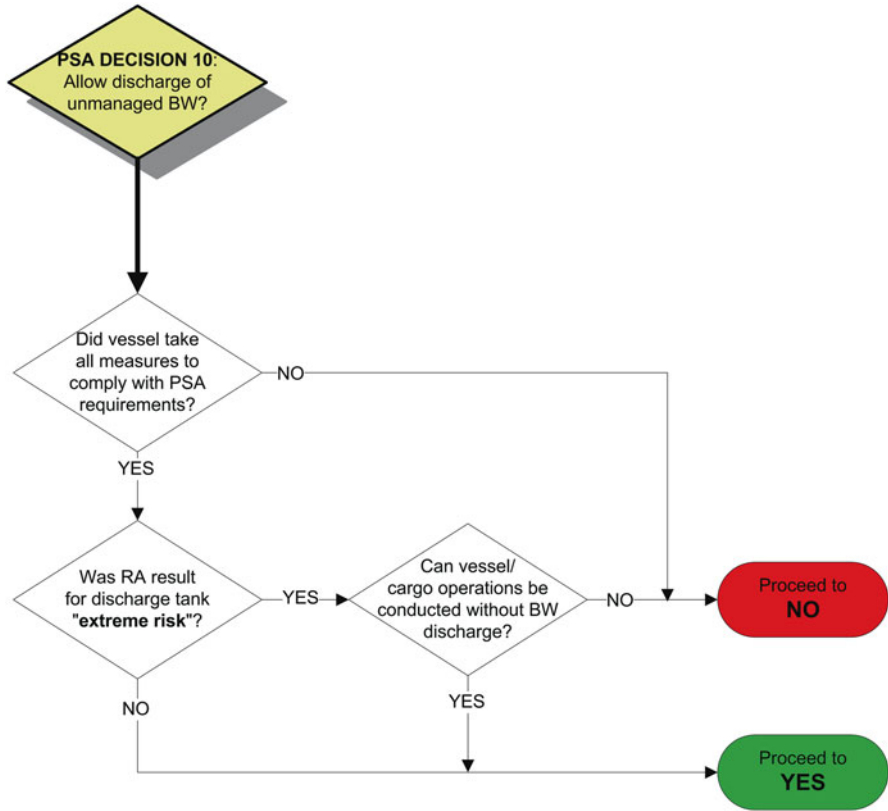 PSA DECISION 10:
Allow discharge of
unmanaged BW?
Did vessel take
all measures to
comply with PSA
requirements?
NO
YES
Was RA result
for discharge tank
"extreme risk"?
YES
Can vessel/
cargo operations be
conducted without BW
discharge?
NO
Proceed to
NO
NO
YES
Proceed to
YES